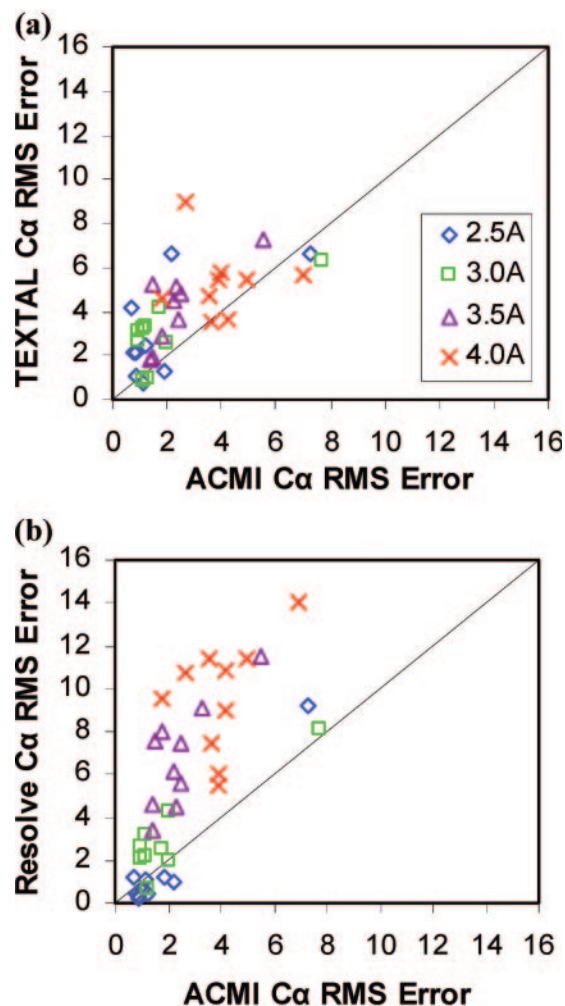 (a)
16
14
12
10
8
6
4
2
0
TEXTAL Cα RMS Error
2.5A
3.0A
3.5A
4.0A
0 2 4 6 8 10 12 14 16
ACMI Cα RMS Error
(b)
16
14
12
10
8
6
4
2
0
Resolve Cα RMS Error
0 2 4 6 8 10 12 14 16
ACMI Cα RMS Error